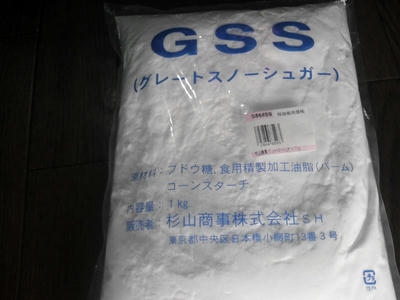 GSS
(グレートスノーシュガー)
原材料：ブドウ糖、食用精製加工油脂(パーム)
コーンスターチ
内容量：1kg
販売者：杉山商事株式会社SH
東京都中央区日本橋小網町13番3号